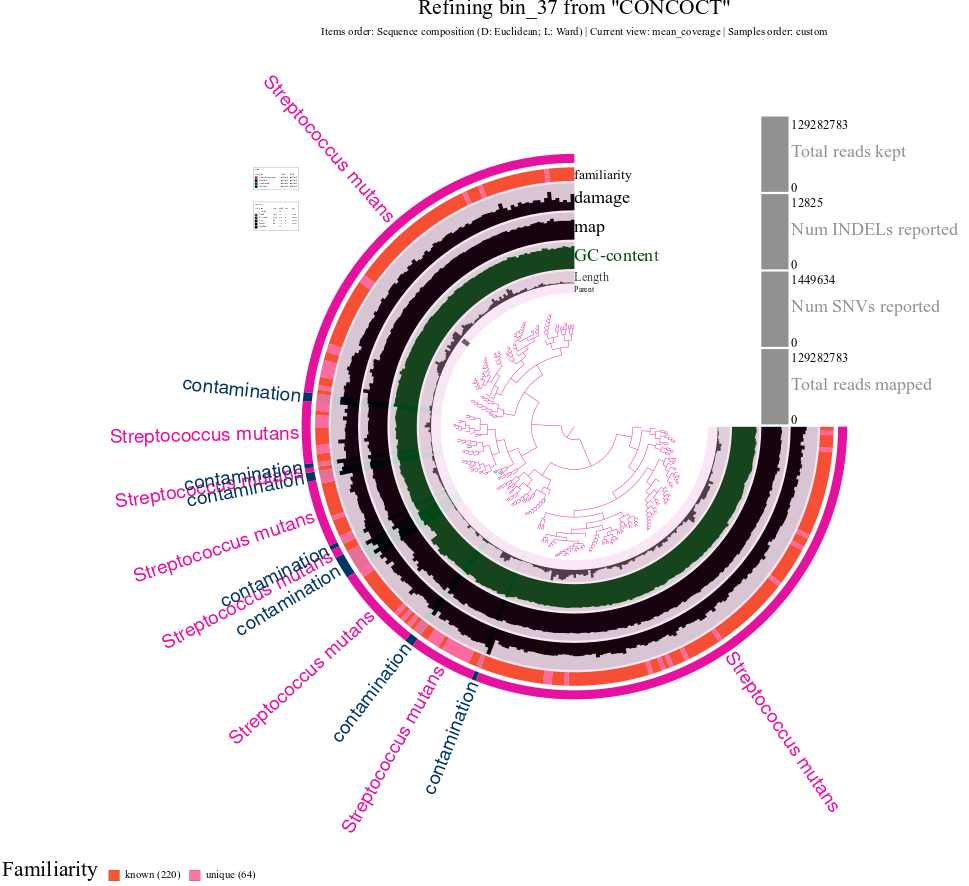 Refining bin_37 from "CONCOCT"
Items order: Sequence composition (D: Euclidean; L: Ward) | Current view: mean_coverage | Samples order: custom
129282783
Total reads kept
0
12825
Num INDELs reported
0
1449634
Num SNVs reported
0
129282783
Total reads mapped
0
familiarity
damage
map
GC-content
Length
Parent
Streptococcus mutans
contamination
Streptococcus mutans
contamination
Streptococcus mutans
contamination
Streptococcus mutans
contamination
Streptococcus mutans
contamination
Streptococcus mutans
contamination
Streptococcus mutans
contamination
Streptococcus mutans
Familiarity
known (220)
unique (64)